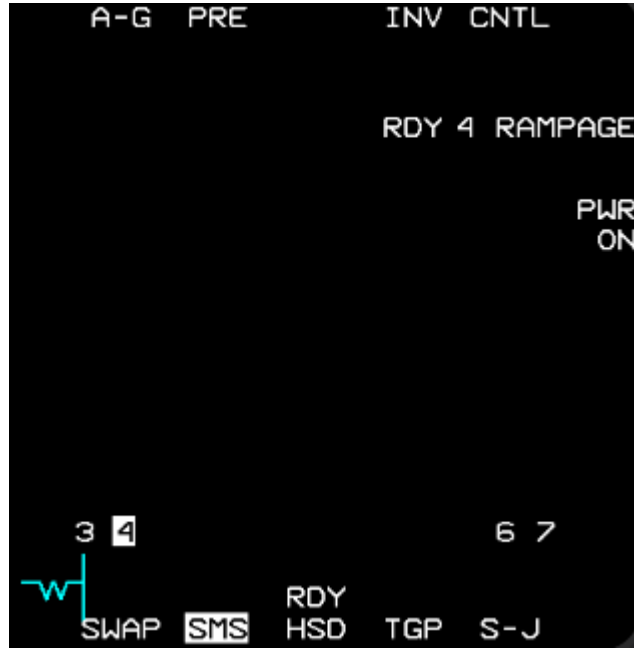 A-G PRE INV CNTL
RDY 4 RAMPAGE
PWR
ON
3 4 6 7
RDY
SWAP SMS HSD TGP S-J